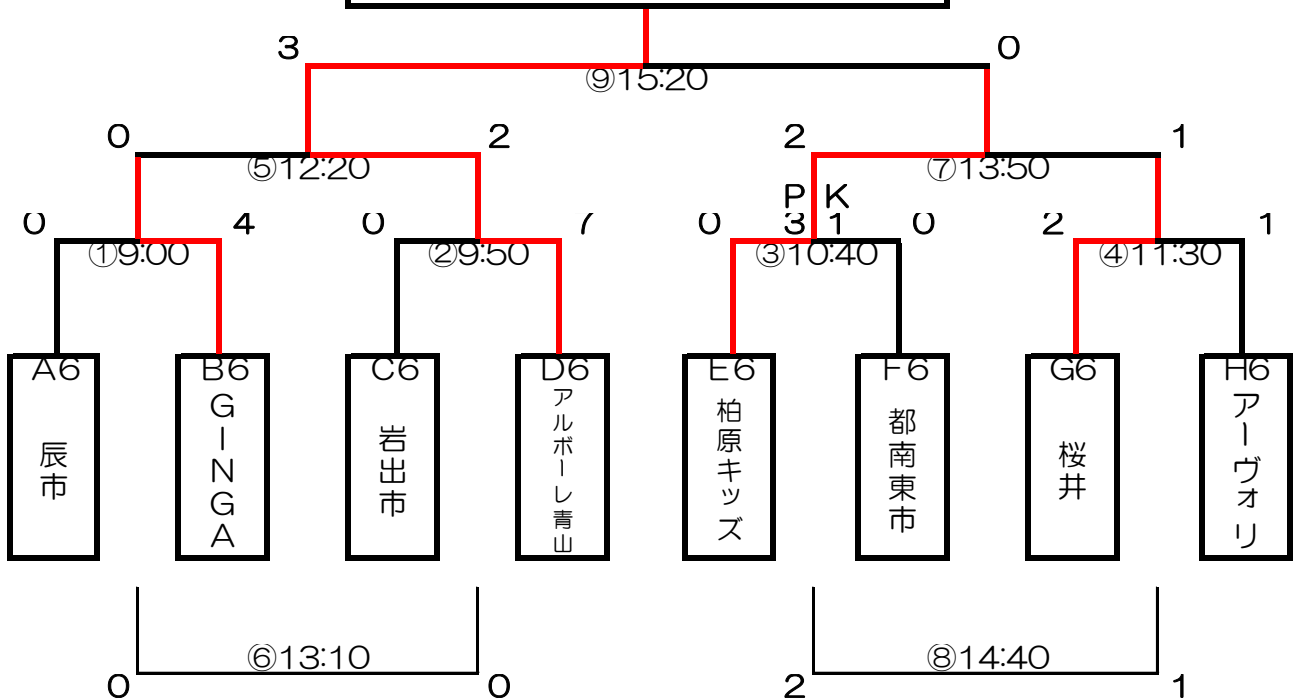 3 0
⑨15:20
0 2 2 1
⑤12:20 ⑦13:50
PK
0 4 0 7 0 3 1 0 2 1
①9:00 ②9:50 ③10:40 ④11:30
A6 B6 C6 D6 E6 F6 G6 H6
辰市
GINGA
岩出市
アルボーレ青山
柏原キッズ
都南東市
桜井
アーヴォリ
⑥13:10 ⑧14:40
0 0 2 1